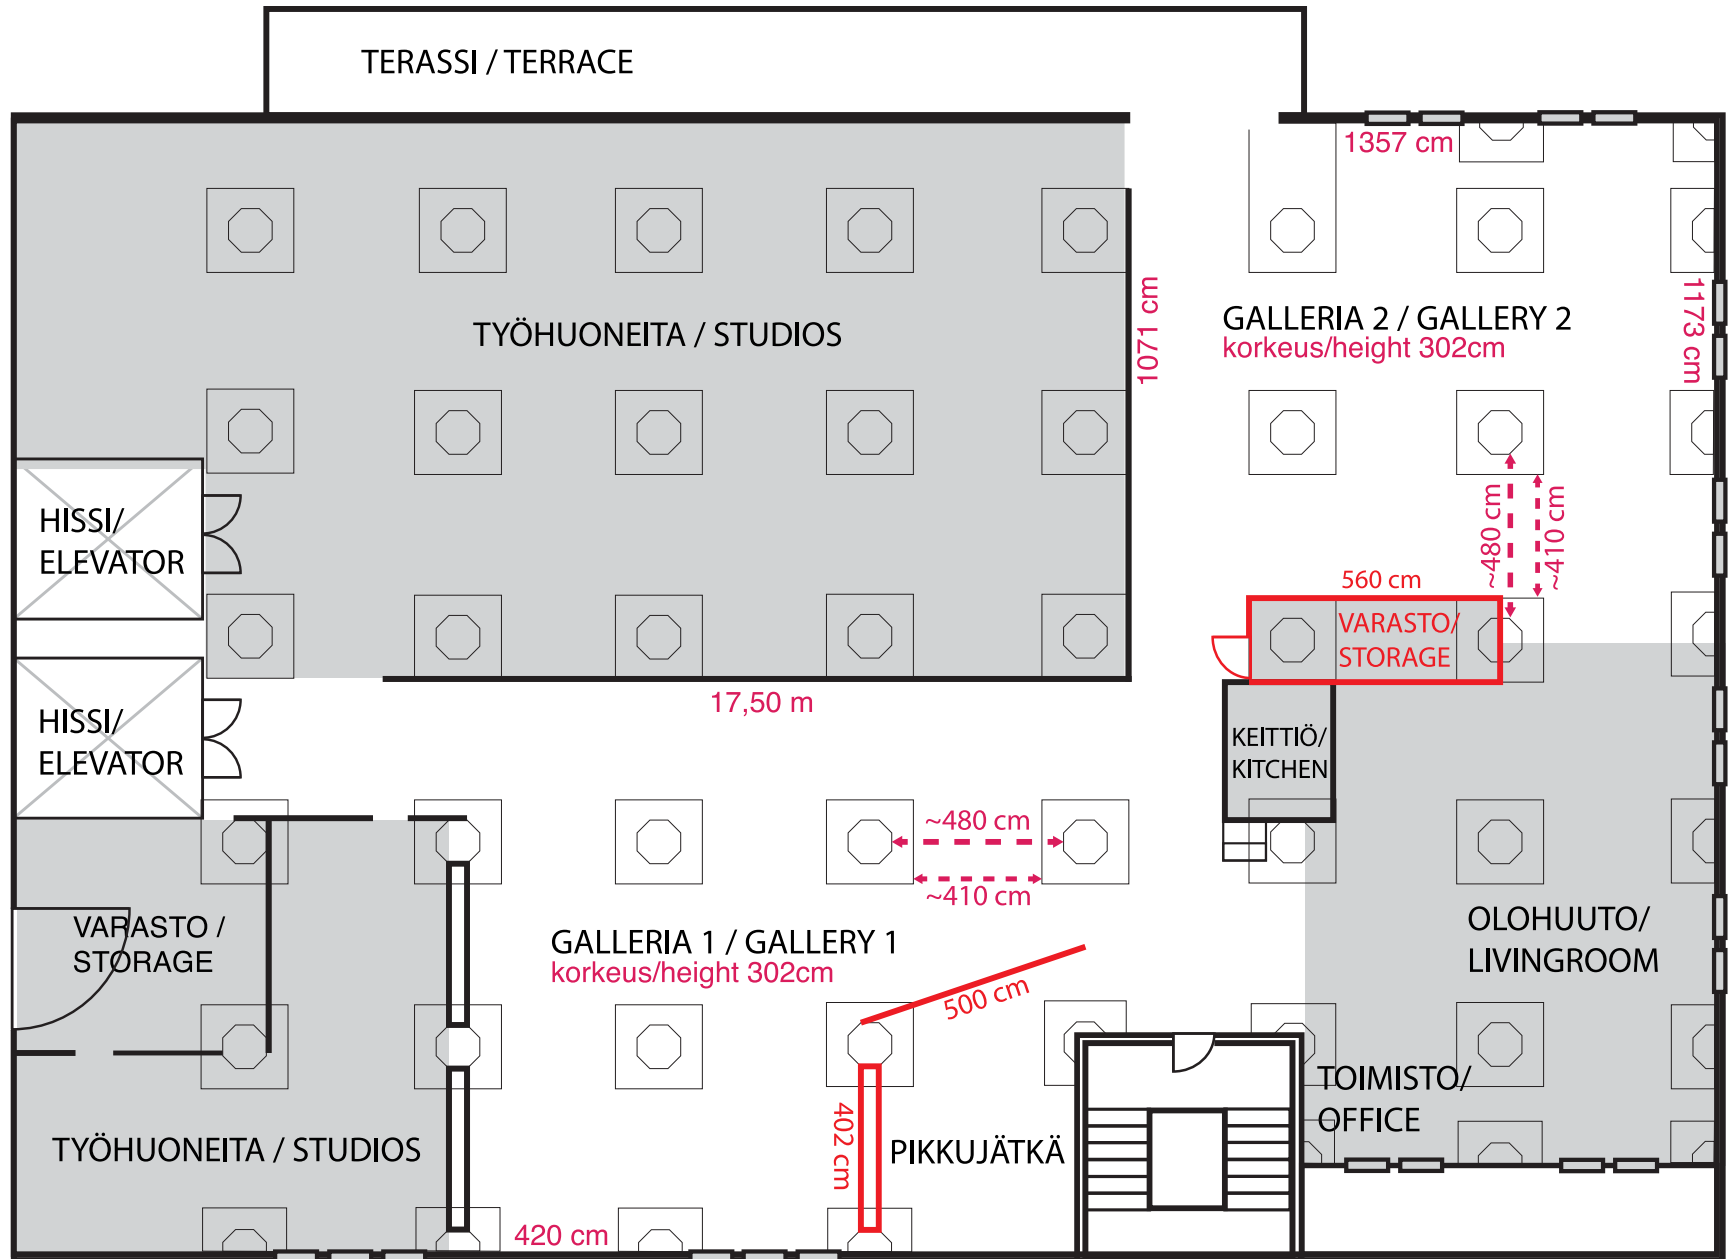 TERASSI / TERRACE
1357 cm
TYÖHUONEITA / STUDIOS
1071 cm
GALLERIA 2 / GALLERY 2
korkeus/height 302cm
1173 cm
HISSI/
ELEVATOR
~480 cm
~410 cm
560 cm
VARASTO/
STORAGE
HISSI/
ELEVATOR
17,50 m
KEITTIÖ/
KITCHEN
~480 cm
~410 cm
VARASTO /
STORAGE
GALLERIA 1 / GALLERY 1
korkeus/height 302cm
OLOHUUTO/
LIVINGROOM
500 cm
TOIMISTO/
OFFICE
402 cm
TYÖHUONEITA / STUDIOS
PIKKUJÄTKÄ
420 cm